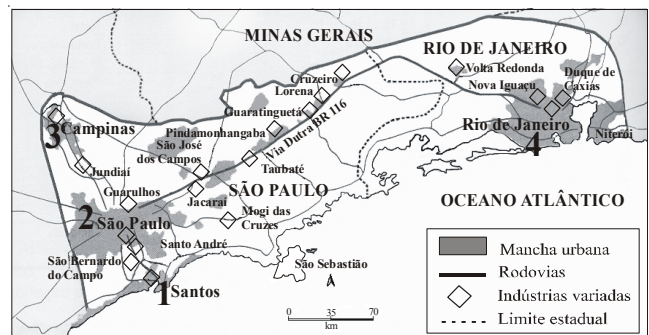 MINAS GERAIS
RIO DE JANEIRO
Cruzeiro
Lorena
Volta Redonda
Duque de
Caxias
Nova Iguaçu
Guaratinguetá
3 Campinas
Pindamonhangaba
Via Dutra BR 116
Rio de Janeiro
Niterói
4
São José
dos Campos
Jundiaí
Taubaté
Guarulhos
SÃO PAULO
Jacaraí
OCEANO ATLÂNTICO
2 São Paulo
Mogi das
Cruzes
Santo André
São Bernardo
do Campo
São Sebastião
1 Santos
0 35 70
km
Mancha urbana
Rodovias
Indústrias variadas
Limite estadual